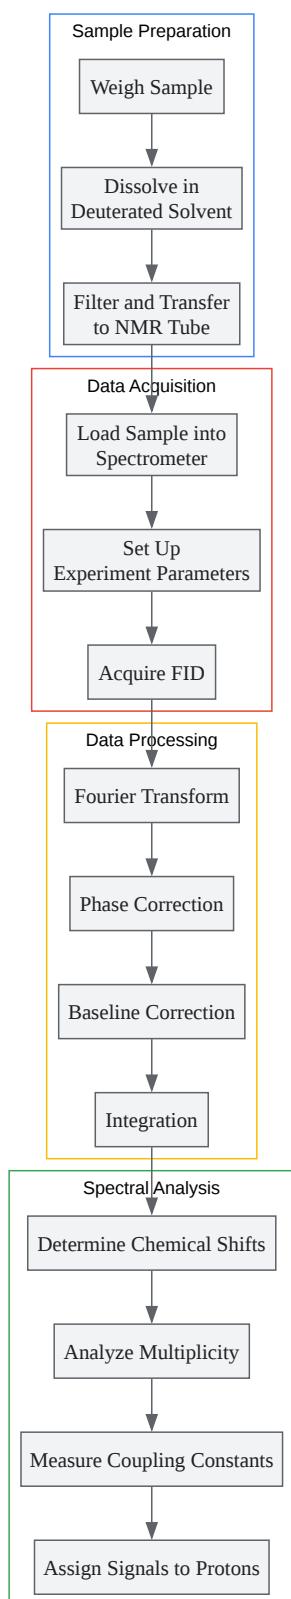 Sample Preparation
Weigh Sample
Dissolve in
Deuterated Solvent
Filter and Transfer
to NMR Tube
Data Acquisition
Load Sample into
Spectrometer
Set Up
Experiment Parameters
Acquire FID
Data Processing
Fourier Transform
Phase Correction
Baseline Correction
Integration
Spectral Analysis
Determine Chemical Shifts
Analyze Multiplicity
Measure Coupling Constants
Assign Signals to Protons